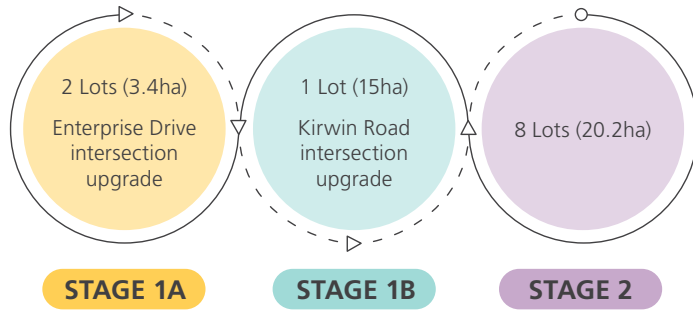 2 Lots (3.4ha)
Enterprise Drive
intersection
upgrade
STAGE 1A
1 Lot (15ha)
Kirwin Road
intersection
upgrade
STAGE 1B
8 Lots (20.2ha)
STAGE 2